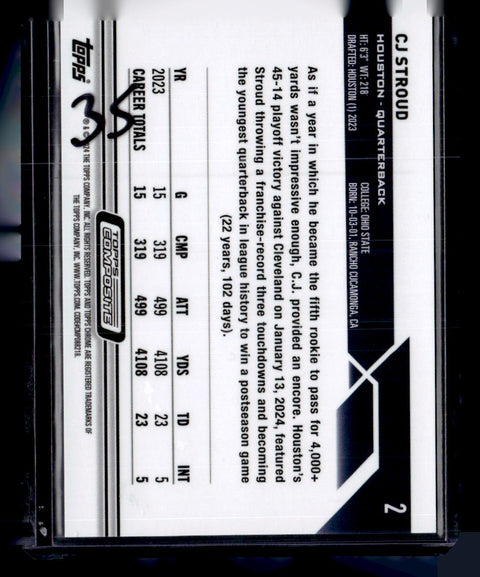 2
CJ STROUD
HOUSTON - QUARTERBACK
HT: 6'3" WT: 218 COLLEGE: OHIO STATE
DRAFTED: HOUSTON (1) 2023 BORN: 10-03-01, RANCHO CUCAMONGA, CA
As if a year in which he became the fifth rookie to pass for 4,000+
yards wasn't impressive enough, C.J. provided an encore. Houston's
45-14 playoff victory against Cleveland on January 13, 2024, featured
Stroud throwing a franchise-record three touchdowns and becoming
the youngest quarterback in league history to win a postseason game
(22 years, 102 days).
YR G CMP ATT YDS TD INT
2023 15 319 499 4108 23 5
CAREER TOTALS 15 319 499 4108 23 5
35
TOPPS
COMPOSITE
topps
® & © 2024 THE TOPPS COMPANY, INC. ALL RIGHTS RESERVED. TOPPS AND TOPPS CHROME ARE REGISTERED TRADEMARKS OF
THE TOPPS COMPANY, INC. WWW.TOPPS.COM.